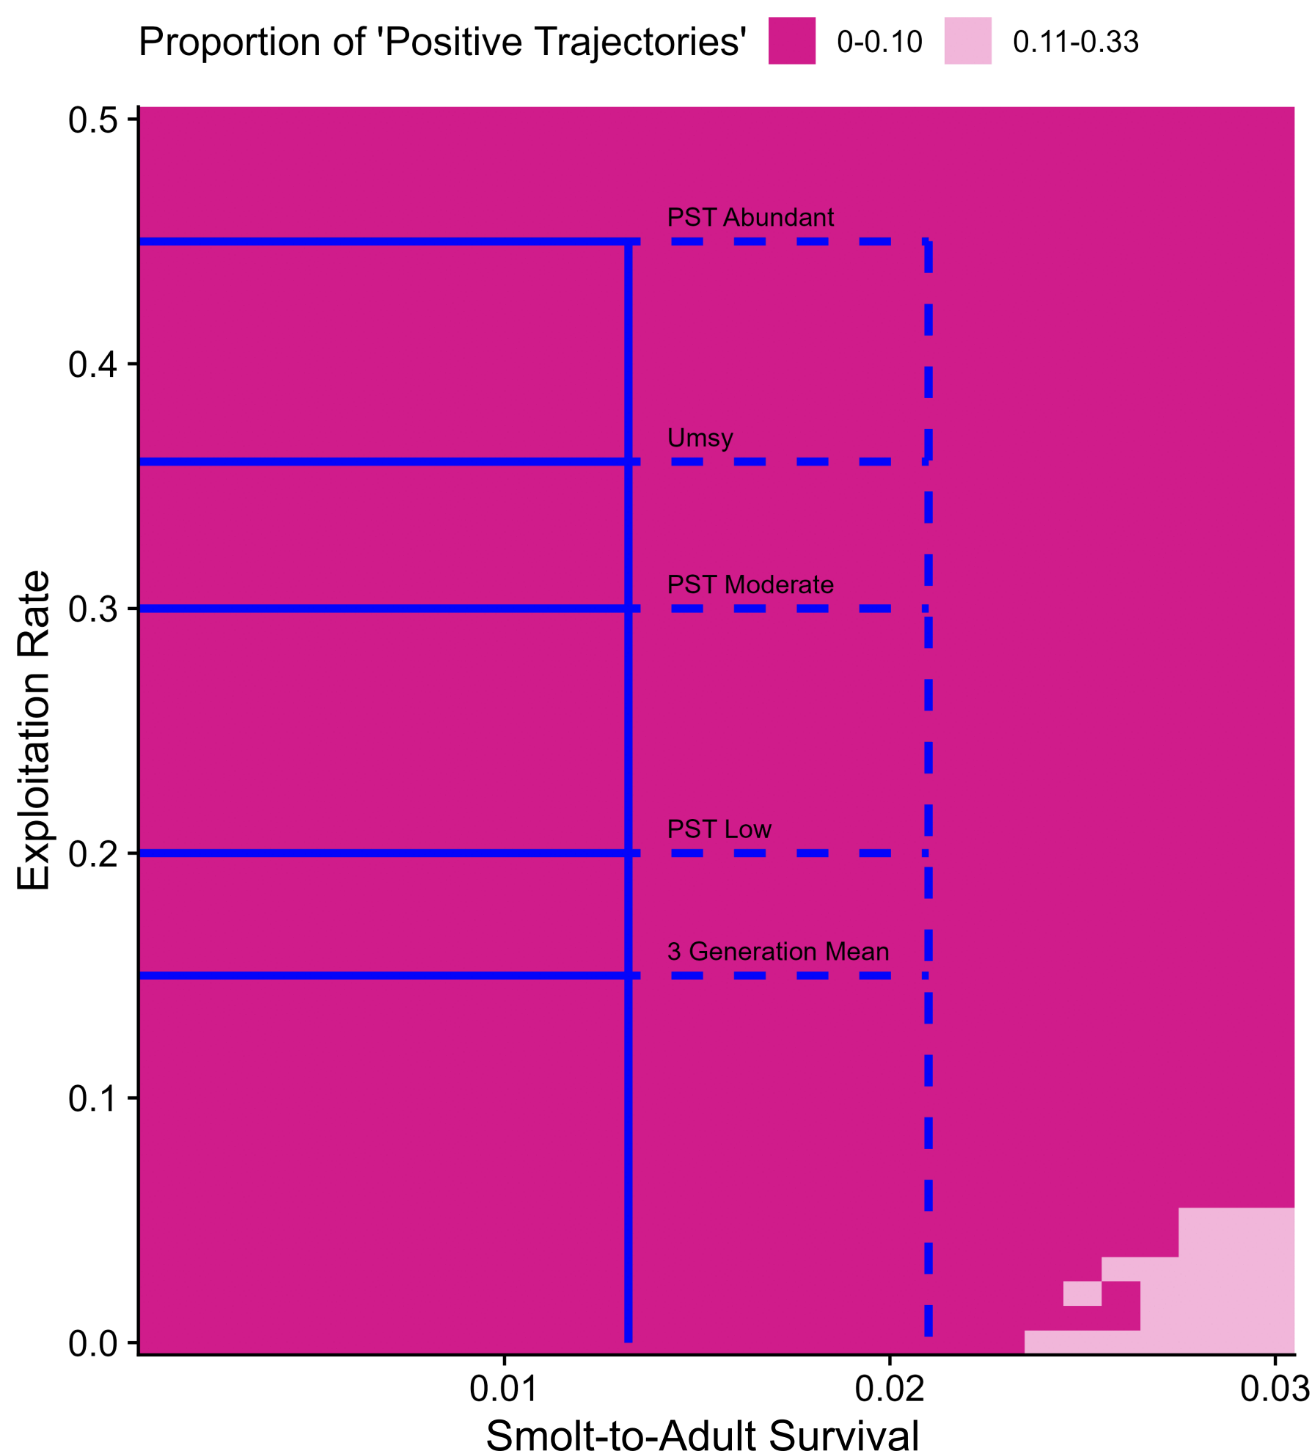 Proportion of 'Positive Trajectories' 0-0.10 0.11-0.33
0.5
PST Abundant
0.4
Umsy
PST Moderate
0.3
Exploitation Rate
PST Low
0.2
3 Generation Mean
0.1
0.0
0.01 0.02 0.03
Smolt-to-Adult Survival